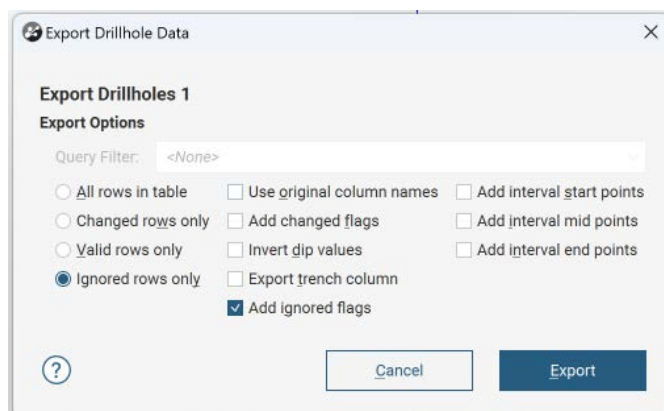 Export Drillhole Data
Export Drillholes 1
Export Options
Query Filter: <None>
All rows in table
Changed rows only
Valid rows only
Ignored rows only
Use original column names
Add changed flags
Invert dip values
Export trench column
Add ignored flags
Add interval start points
Add interval mid points
Add interval end points
?
Cancel
Export